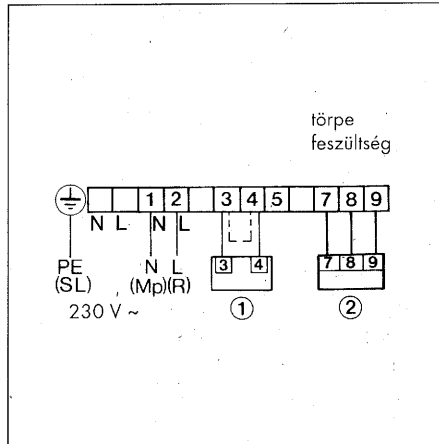 törpe
feszültség
1 2 3 4 5 7 8 9
N L N L
3 4 7 8 9
PE N L
(SL) (Mp)(R)
230 V ~
① ②